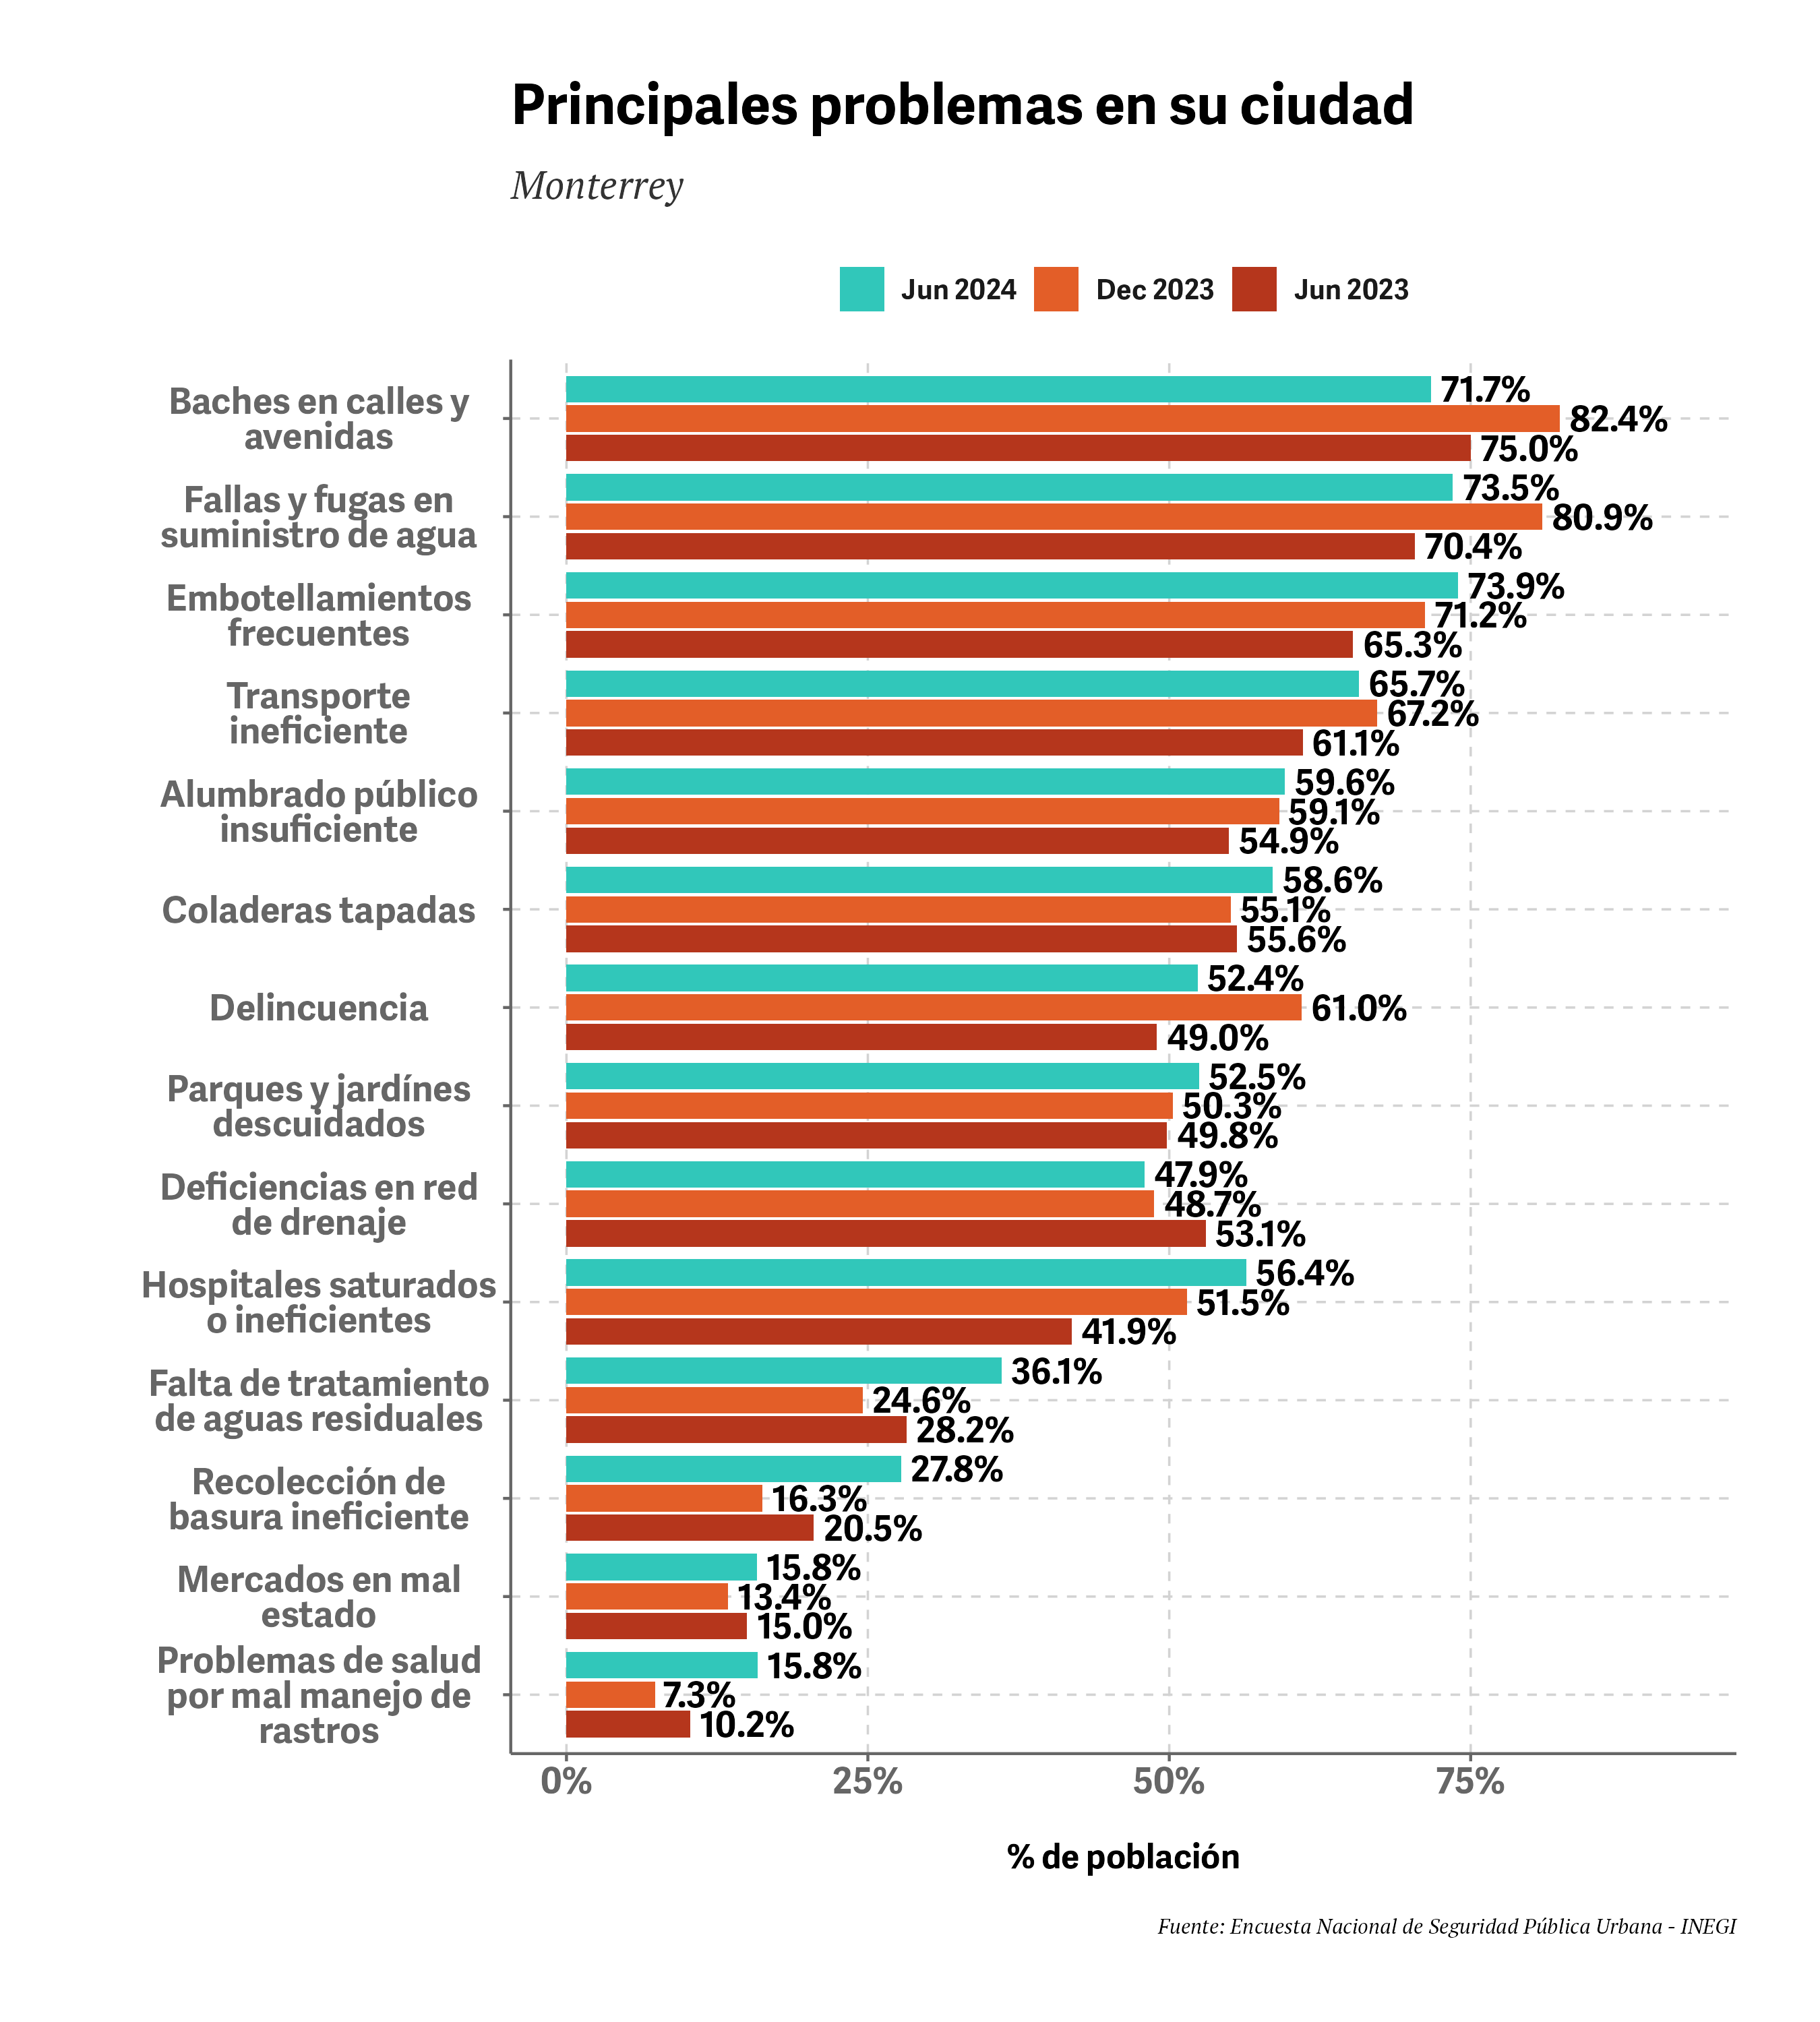 Principales problemas en su ciudad
Monterrey
Jun 2024 Dec 2023 Jun 2023
Baches en calles y
avenidas
71.7%
82.4%
75.0%
Fallas y fugas en
suministro de agua
73.5%
80.9%
70.4%
Embotellamientos
frecuentes
73.9%
71.2%
65.3%
Transporte
ineficiente
65.7%
67.2%
61.1%
Alumbrado público
insuficiente
59.6%
59.1%
54.9%
Coladeras tapadas
58.6%
55.1%
55.6%
Delincuencia
52.4%
61.0%
49.0%
Parques y jardínes
descuidados
52.5%
50.3%
49.8%
Deficiencias en red
de drenaje
47.9%
48.7%
53.1%
Hospitales saturados
o ineficientes
56.4%
51.5%
41.9%
Falta de tratamiento
de aguas residuales
36.1%
24.6%
28.2%
Recolección de
basura ineficiente
27.8%
16.3%
20.5%
Mercados en mal
estado
15.8%
13.4%
15.0%
Problemas de salud
por mal manejo de
rastros
15.8%
7.3%
10.2%
0% 25% 50% 75%
% de población
Fuente: Encuesta Nacional de Seguridad Pública Urbana - INEGI